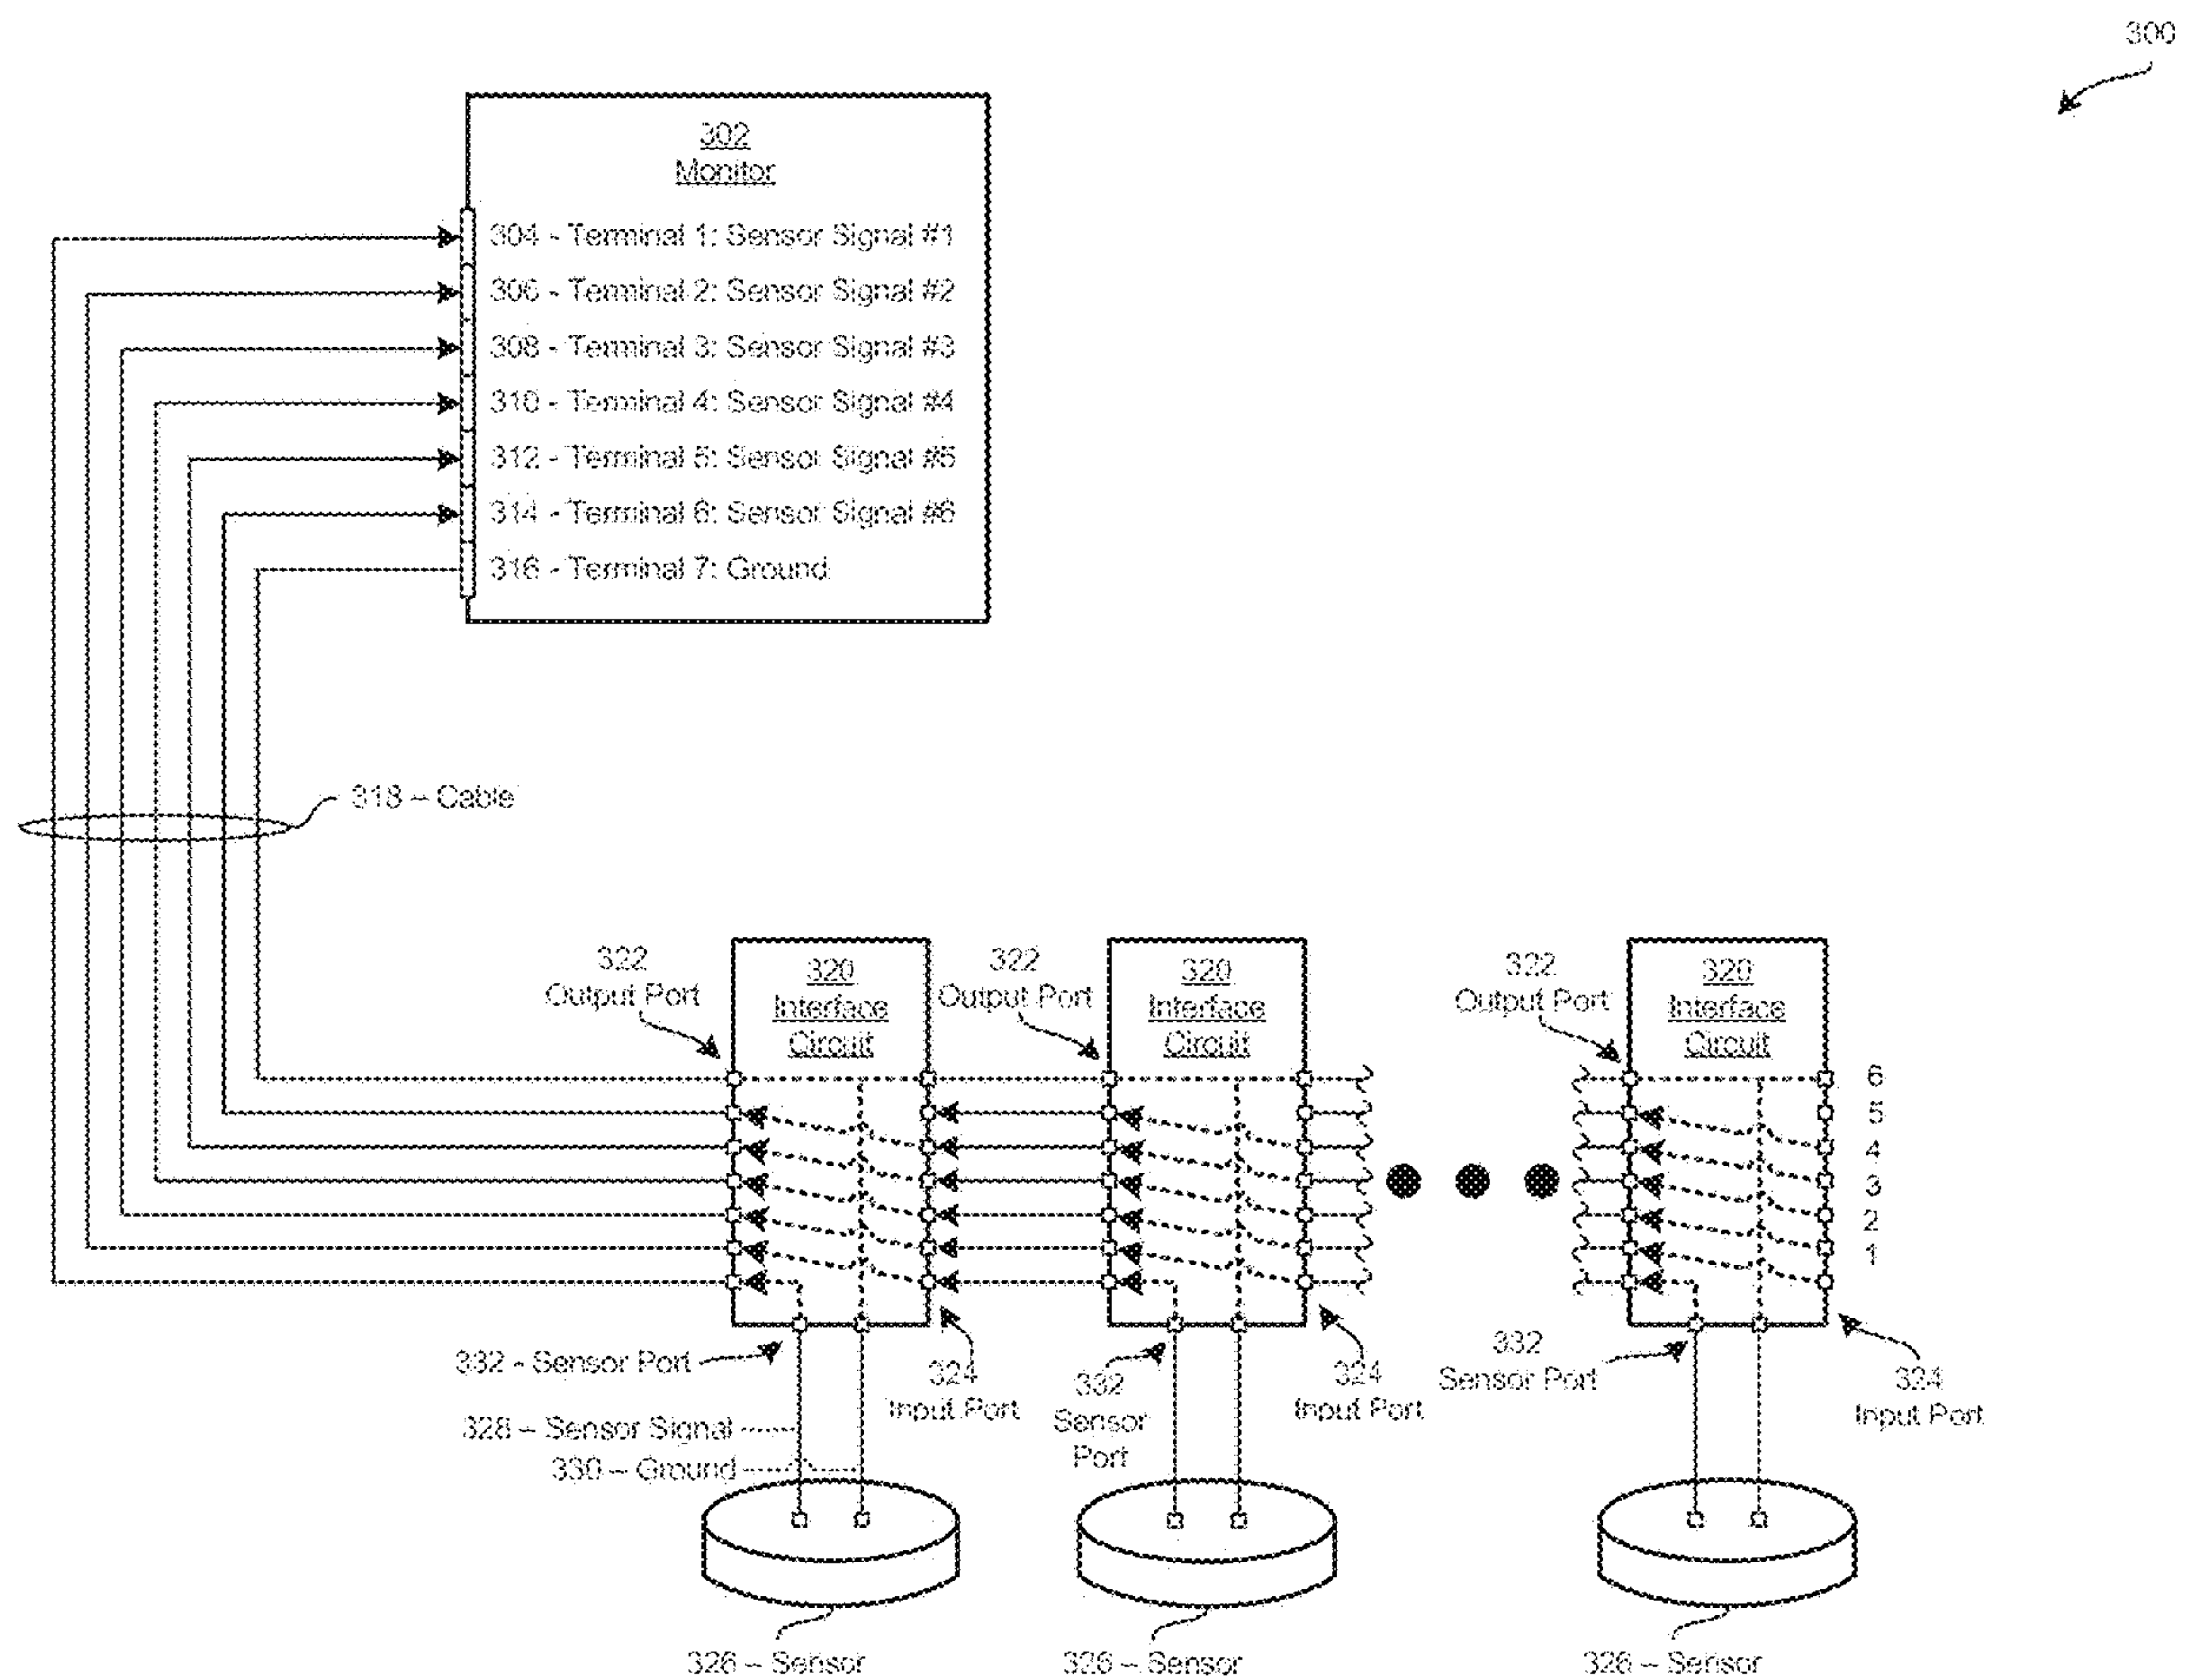 300
302
Monitor
304 - Terminal 1: Sensor Signal #1
306 - Terminal 2: Sensor Signal #2
308 - Terminal 3: Sensor Signal #3
310 - Terminal 4: Sensor Signal #4
312 - Terminal 5: Sensor Signal #5
314 - Terminal 6: Sensor Signal #6
316 - Terminal 7: Ground
318 – Cable
322
Output Port
320
Interface
Circuit
322
Output Port
320
Interface
Circuit
322
Output Port
320
Interface
Circuit
6
5
4
3
2
1
332 - Sensor Port
324
Input Port
332
Sensor
Port
324
Input Port
332
Sensor Port
324
Input Port
328 – Sensor Signal
330 – Ground
326 – Sensor
326 – Sensor
326 – Sensor